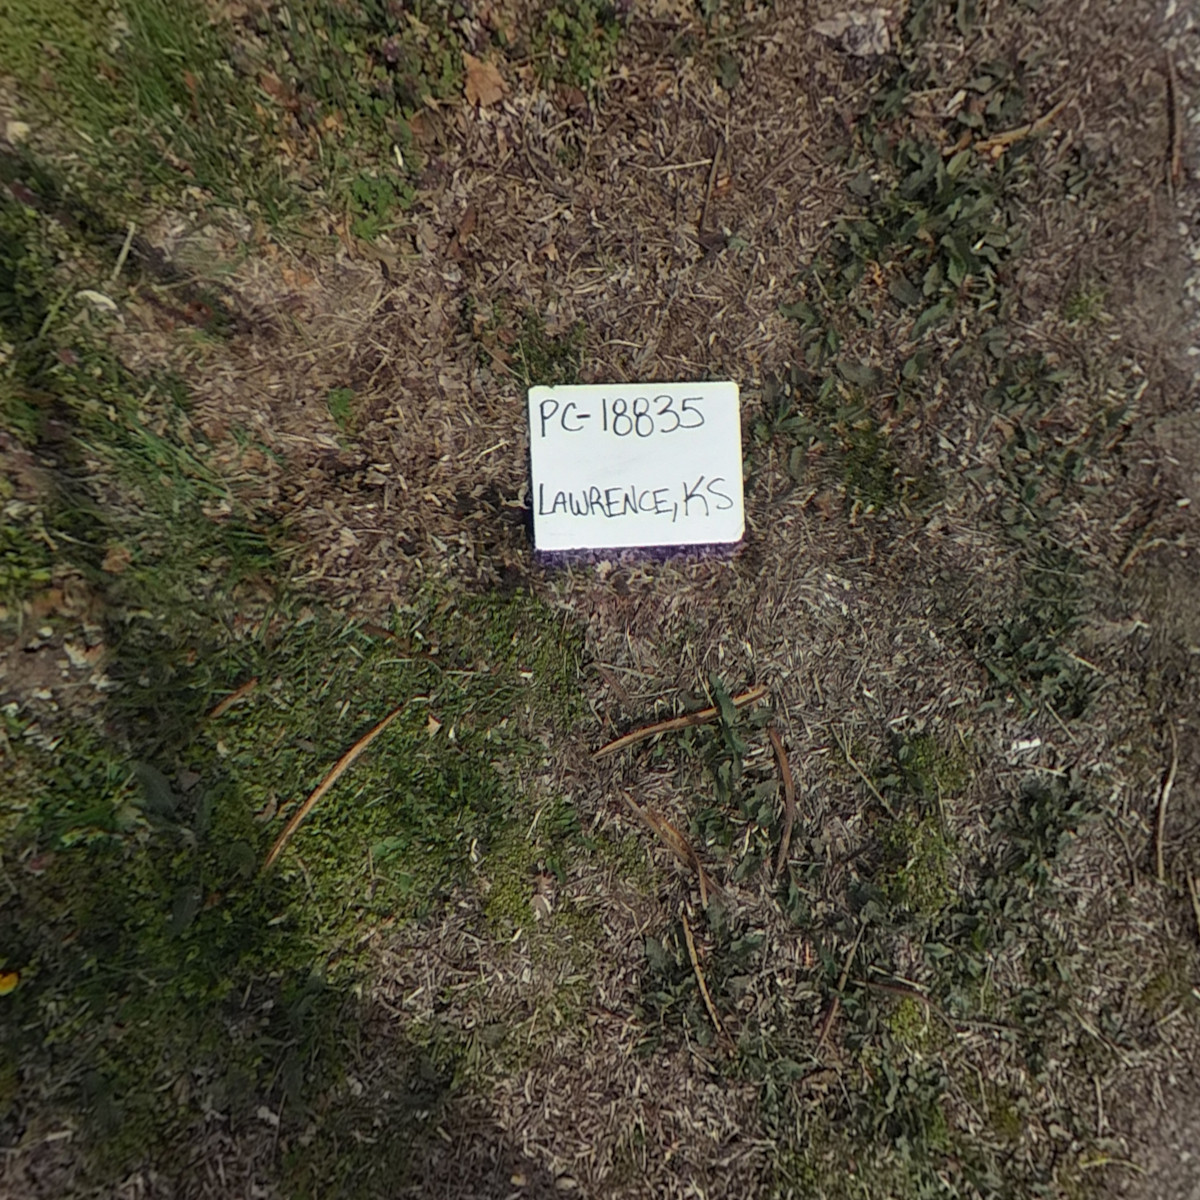 PC-18835
LAWRENCE, KS